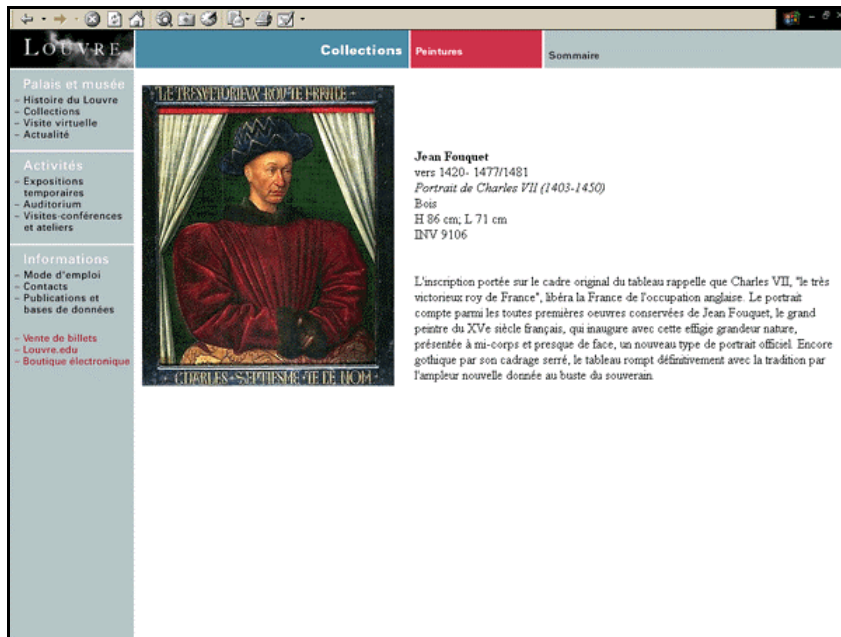 LOUVRE
Collections
Peintures
Sommaire
Palais et musée
– Histoire du Louvre
– Collections
– Visite virtuelle
– Actualité
Activités
– Expositions
temporaires
– Auditorium
– Visites-conférences
et ateliers
Informations
– Mode d'emploi
– Contacts
– Publications et
bases de données
– Vente de billets
– Louvre.edu
– Boutique électronique
LE TRES VICTORIEUX ROY DE FRANCE
CHARLES SEPTIESME DE CE NOM
Jean Fouquet
vers 1420- 1477/1481
Portrait de Charles VII (1403-1450)
Bois
H 86 cm; L 71 cm
INV 9106
L'inscription portée sur le cadre original du tableau rappelle que Charles VII, "le très
victorieux roy de France", libéra la France de l'occupation anglaise. Le portrait
compte parmi les toutes premières oeuvres conservées de Jean Fouquet, le grand
peintre du XVe siècle français, qui inaugure avec cette effigie grandeur nature,
présentée à mi-corps et presque de face, un nouveau type de portrait officiel. Encore
gothique par son cadrage serré, le tableau rompt définitivement avec la tradition par
l'ampleur nouvelle donnée au buste du souverain.